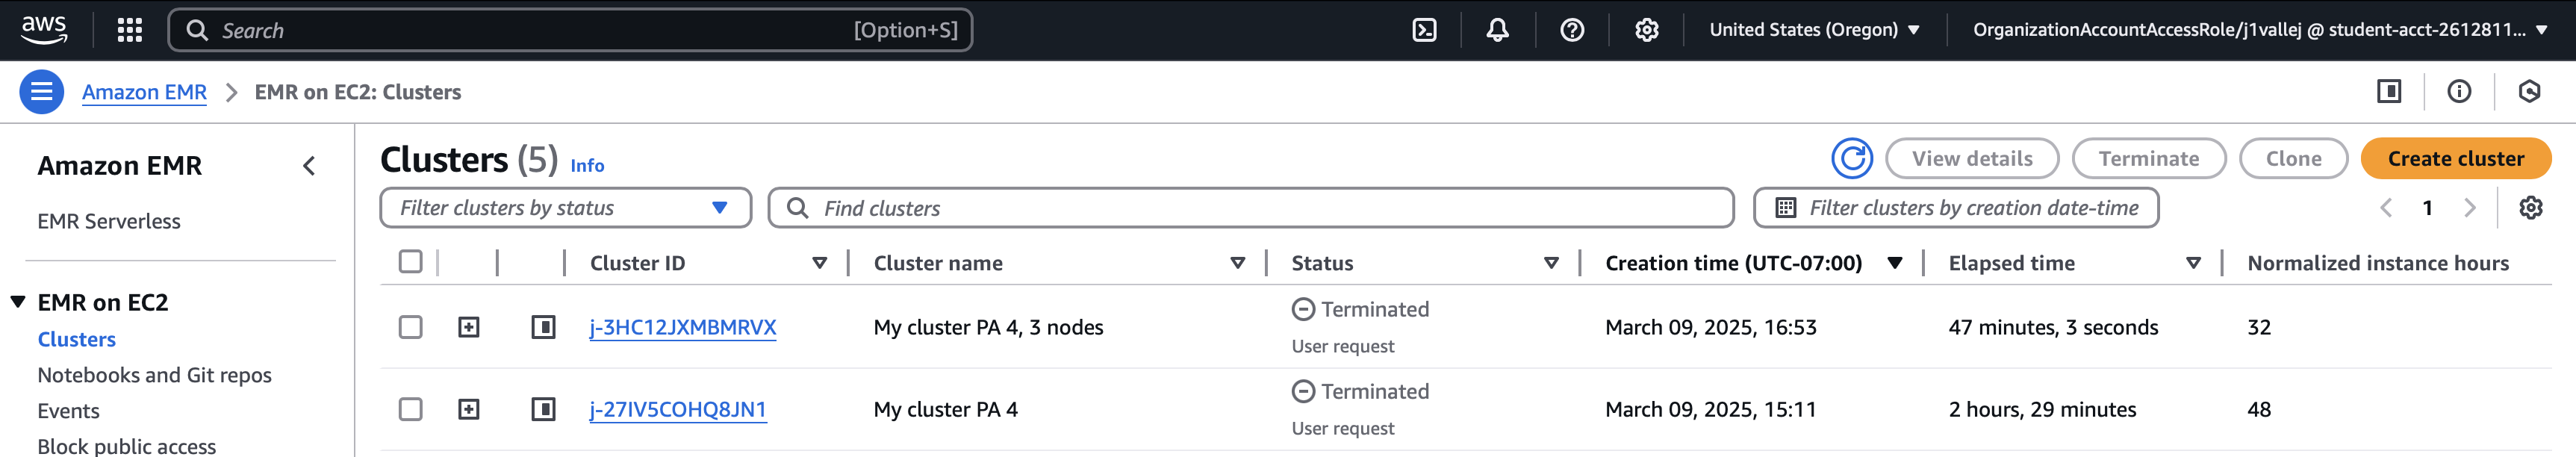 aws
Search [Option+S] United States (Oregon) OrganizationAccountAccessRole/j1vallej @ student-acct-2612811...
Amazon EMR EMR on EC2: Clusters
Amazon EMR
EMR Serverless
EMR on EC2
Clusters
Notebooks and Git repos
Events
Block public access
Clusters (5) Info View details Terminate Clone Create cluster
Filter clusters by status Find clusters Filter clusters by creation date-time 1
Cluster ID Cluster name Status Creation time (UTC-07:00) Elapsed time Normalized instance hours
j-3HC12JXMBMRVX My cluster PA 4, 3 nodes Terminated March 09, 2025, 16:53 47 minutes, 3 seconds 32
User request
j-27IV5COHQ8JN1 My cluster PA 4 Terminated March 09, 2025, 15:11 2 hours, 29 minutes 48
User request